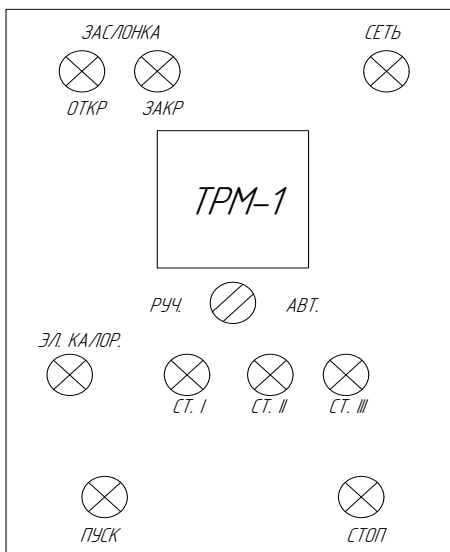 ЗАСЛОНКА
СЕТЬ
ОТКР
ЗАКР
ТРМ-1
РУЧ.
АВТ.
ЭЛ. КАЛОР.
СТ. I
СТ. II
СТ. III
ПУСК
СТОП